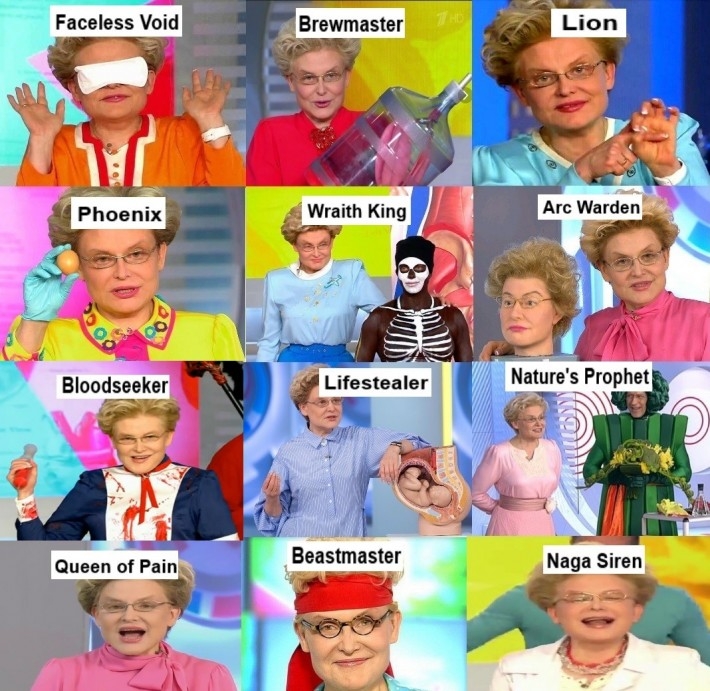 Faceless Void
Brewmaster
Lion
Phoenix
Wraith King
Arc Warden
Bloodseeker
Lifestealer
Nature's Prophet
Queen of Pain
Beastmaster
Naga Siren